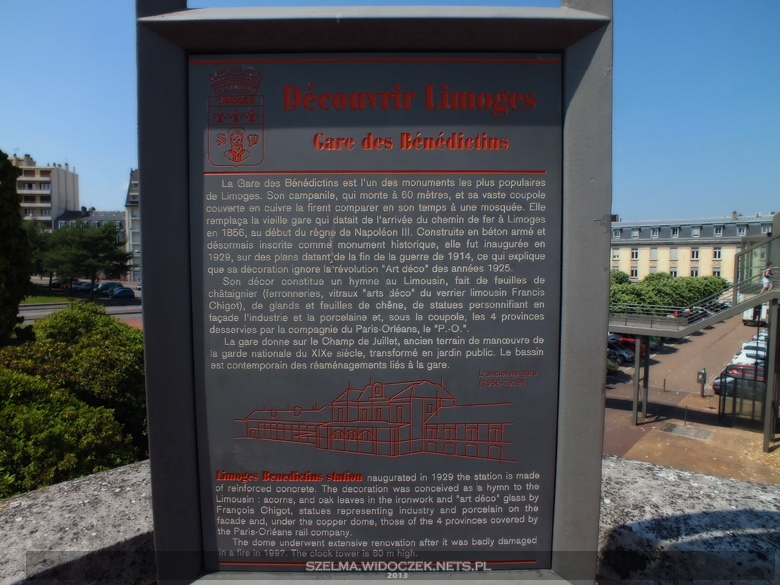 LIMOGES
Découvrir Limoges
Gare des Bénédictins
La Gare des Bénédictins est l'un des monuments les plus populaires
de Limoges. Son campanile, qui monte à 60 mètres, et sa vaste coupole
couverte en cuivre la firent comparer en son temps à une mosquée. Elle
remplaça la vieille gare qui datait de l'arrivée du chemin de fer à Limoges
en 1856, au début du règne de Napoléon III. Construite en béton armé et
désormais inscrite comme monument historique, elle fut inaugurée en
1929, sur des plans datant de la fin de la guerre de 1914, ce qui explique
que sa décoration ignore la révolution "Art déco" des années 1925.
Son décor constitue un hymne au Limousin, fait de feuilles de
châtaignier (ferronneries, vitraux "arts déco" du verrier limousin Francis
Chigot), de glands et feuilles de chêne, de statues personnifiant en
façade l'industrie et la porcelaine et, sous la coupole, les 4 provinces
desservies par la compagnie du Paris-Orléans, le "P.-O.".
La gare donne sur le Champ de Juillet, ancien terrain de manœuvre de
la garde nationale du XIXe siècle, transformé en jardin public. Le bassin
est contemporain des réaménagements liés à la gare.
L'ancienne gare
(1856-1929)
Limoges Benedictins station naugurated in 1929 the station is made
of reinforced concrete. The decoration was conceived as a hymn to the
Limousin : acorns, and oak leaves in the ironwork and "art déco" glass by
François Chigot, statues representing industry and porcelain on the
facade and, under the copper dome, those of the 4 provinces covered by
the Paris-Orléans rail company.
The dome underwent extensive renovation after it was badly damaged
in a fire in 1997. The clock tower is 60 m high.
SZELMA.WIDOCZEK.NETS.PL
2013